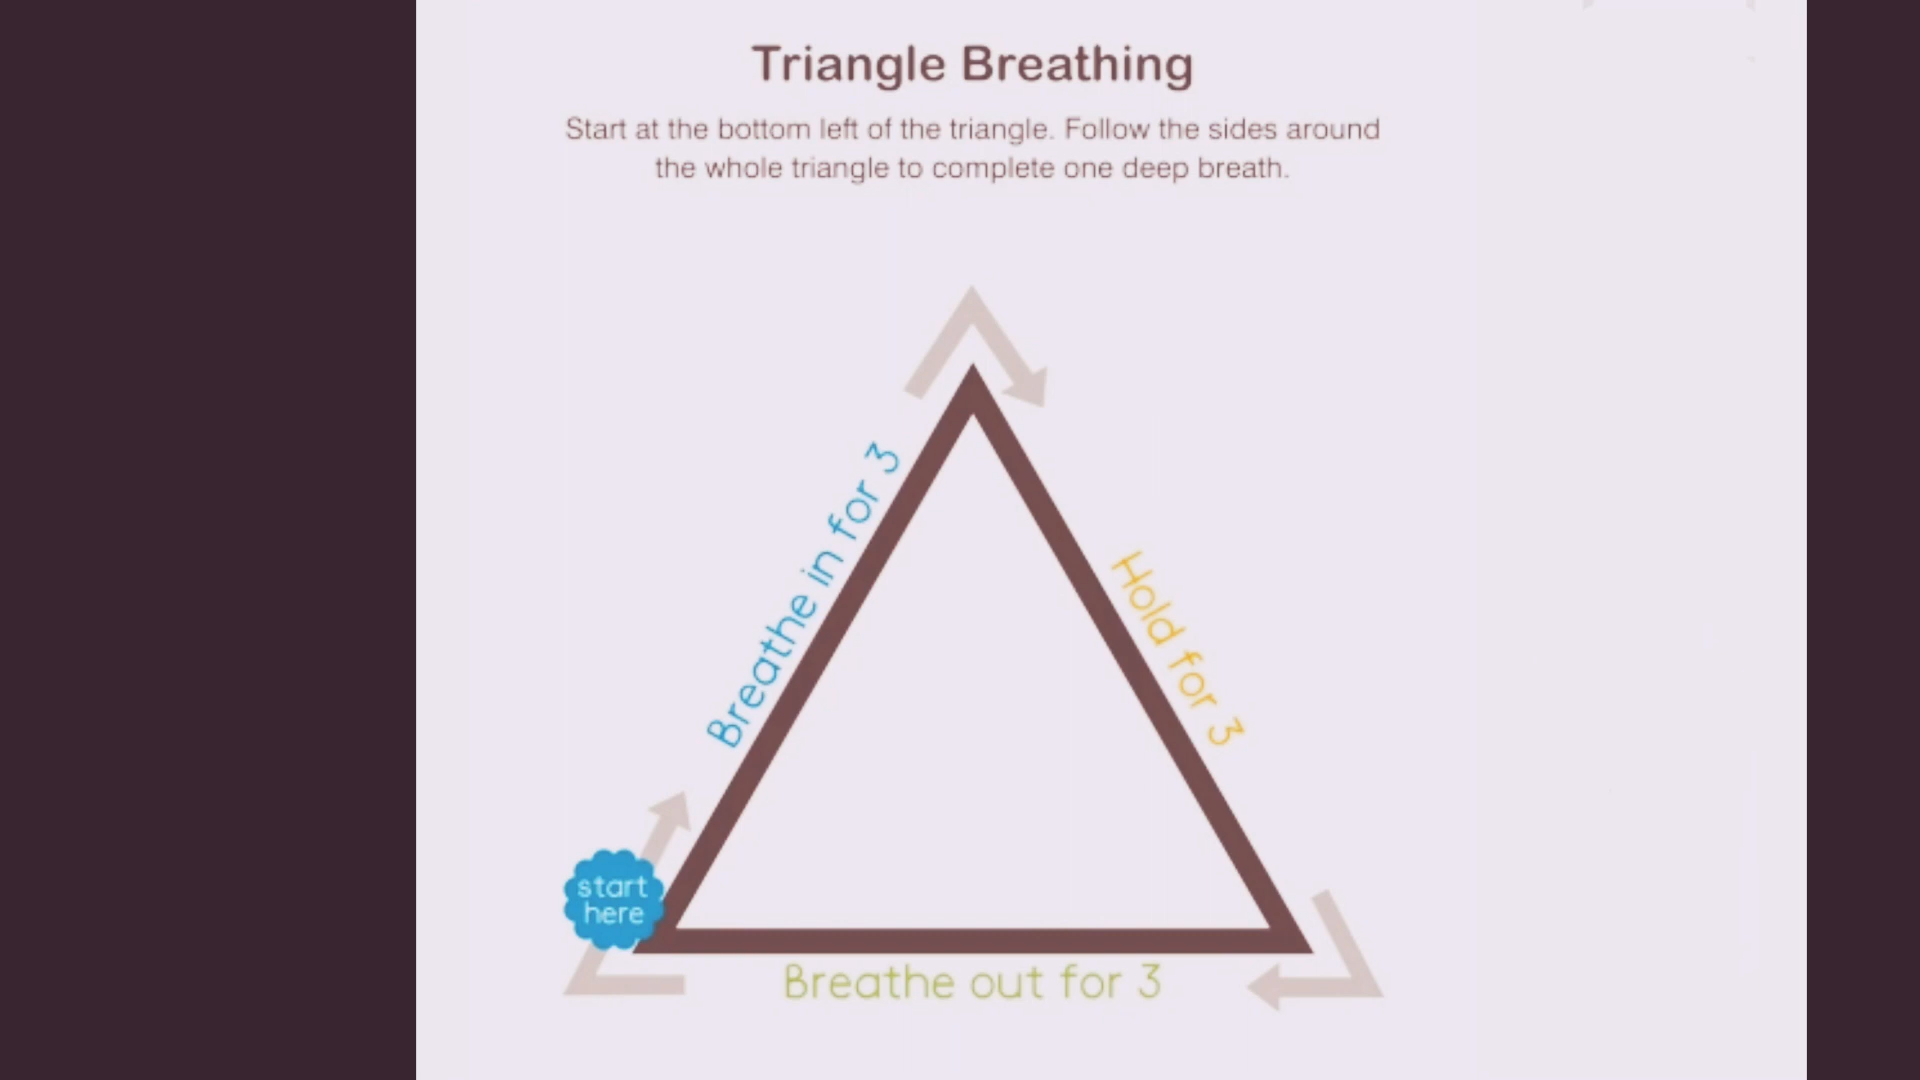 Triangle Breathing
Start at the bottom left of the triangle. Follow the sides around
the whole triangle to complete one deep breath.
Breathe in for 3
Hold for 3
start
here
Breathe out for 3